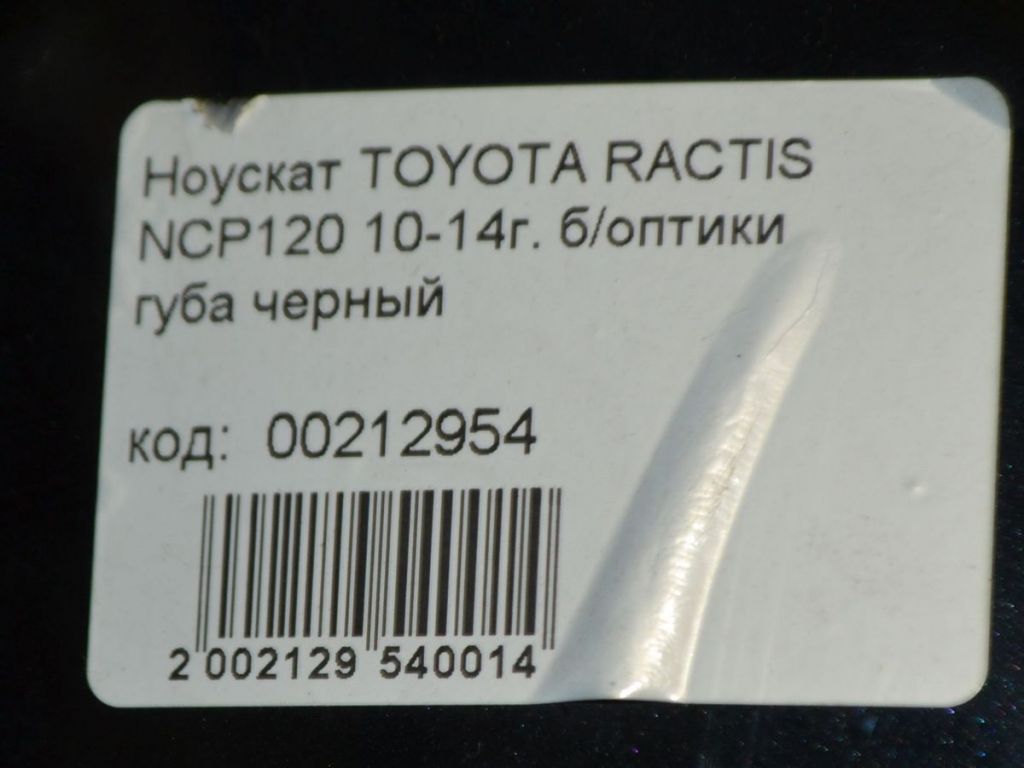 Ноускат TOYOTA RACTIS
NCP120 10-14г. б/оптики
губа черный
код: 00212954
2 002129 540014